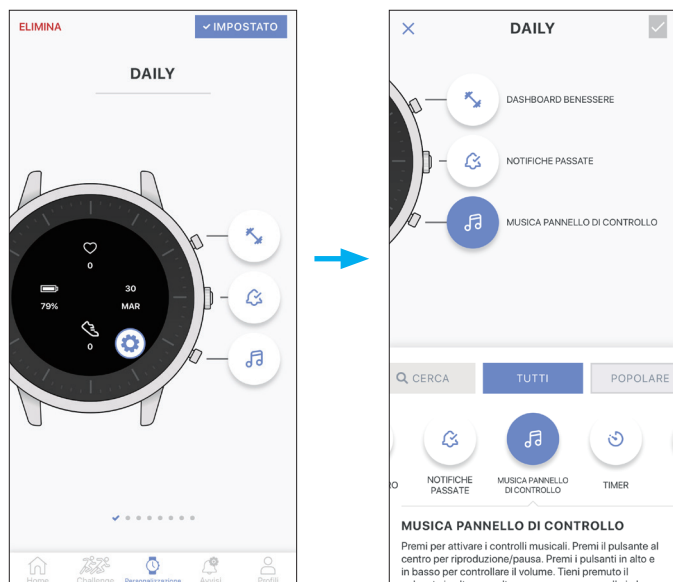 ELIMINA
IMPOSTATO
DAILY
0
79%
30
MAR
0
Home
Challenge
Personalizzazione
Avvisi
Profili
DAILY
DASHBOARD BENESSERE
NOTIFICHE PASSATE
MUSICA PANNELLO DI CONTROLLO
CERCA
TUTTI
POPOLARE
NOTIFICHE
PASSATE
MUSICA PANNELLO
DI CONTROLLO
TIMER
MUSICA PANNELLO DI CONTROLLO
Premi per attivare i controlli musicali. Premi il pulsante al
centro per riproduzione/pausa. Premi i pulsanti in alto e
in basso per controllare il volume. Tieni premuto il